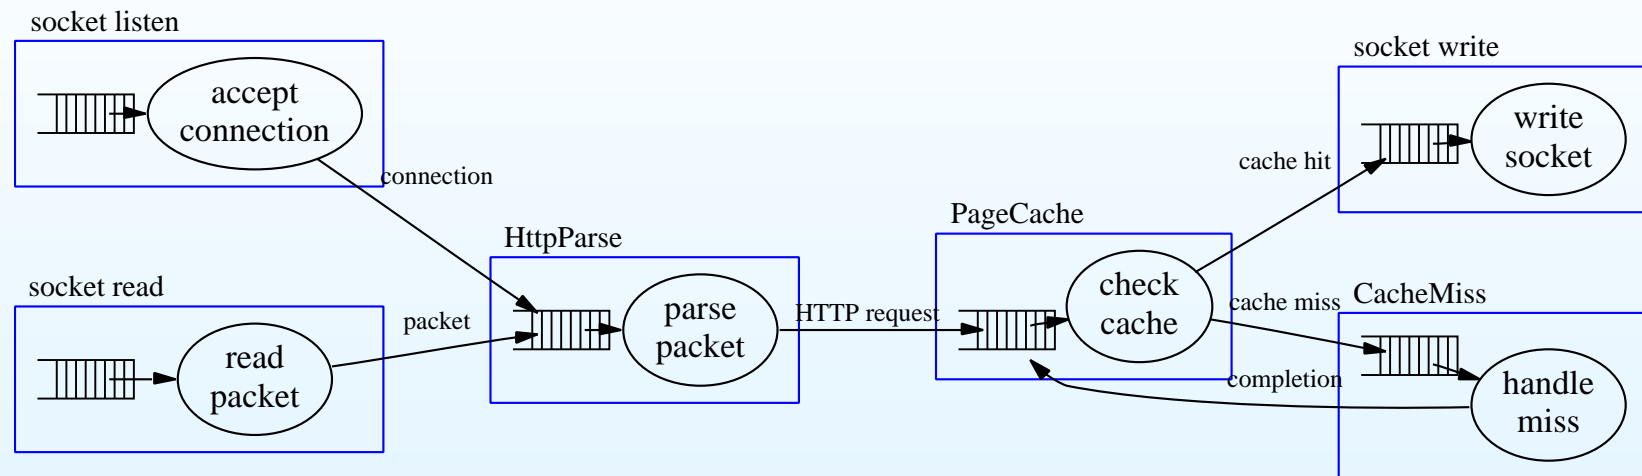 socket listen
accept
connection
connection
socket read
read
packet
packet
HttpParse
parse
packet
HTTP request
PageCache
check
cache
cache hit
socket write
write
socket
cache miss
CacheMiss
handle
miss
completion